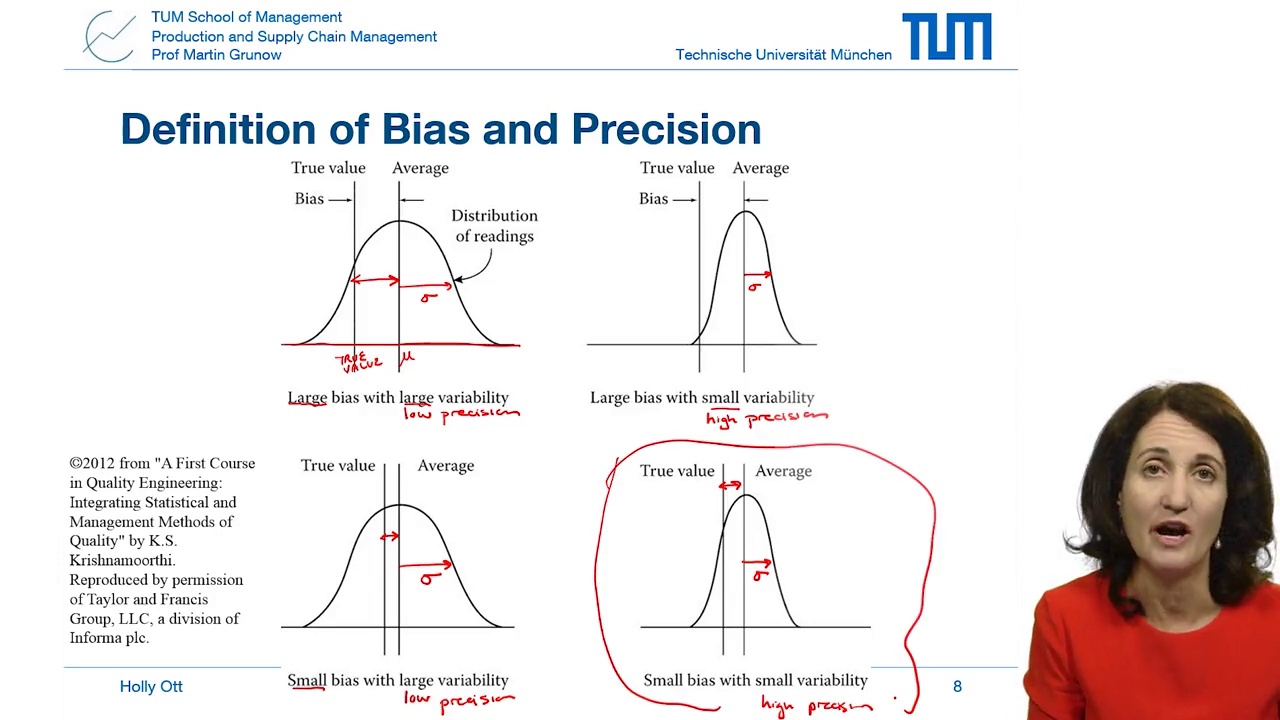 TUM School of Management
Production and Supply Chain Management
Prof Martin Grunow
Technische Universität München
TUM
Definition of Bias and Precision
True value
Average
Bias
Distribution
of readings
σ
TRUE
VALUE
μ
Large bias with large variability
low precision
True value
Average
Bias
σ
Large bias with small variability
high precision
©2012 from "A First Course
in Quality Engineering:
Integrating Statistical and
Management Methods of
Quality" by K.S.
Krishnamoorthi.
Reproduced by permission
of Taylor and Francis
Group, LLC, a division of
Informa plc.
True value
Average
σ
Small bias with large variability
low precision
True value
Average
σ
Small bias with small variability
high precision
Holly Ott
8